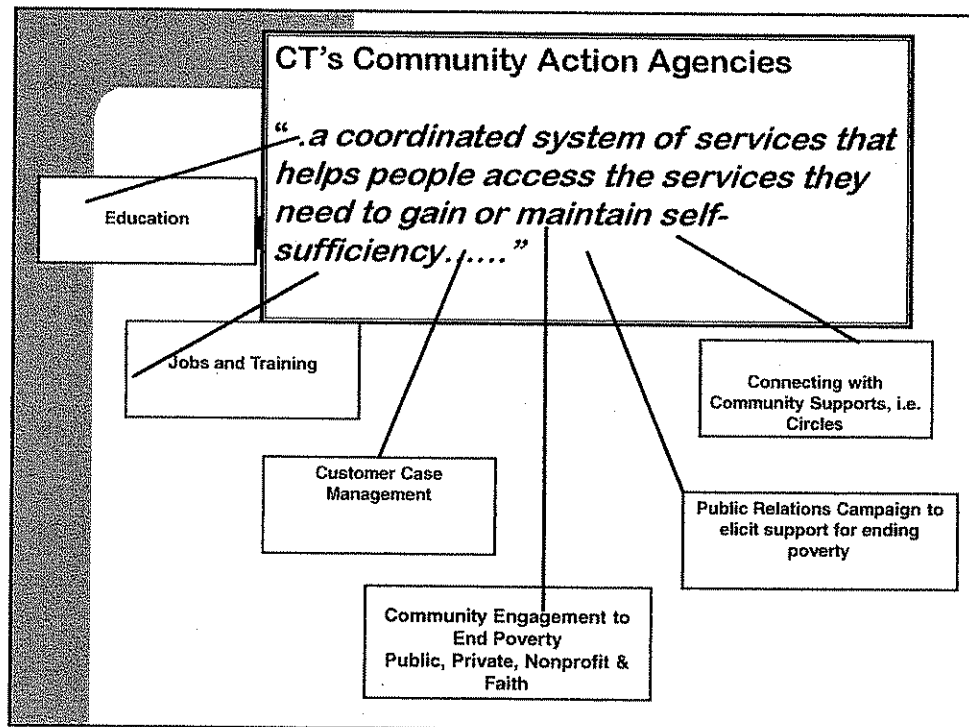 CT's Community Action Agencies
“.a coordinated system of services that
helps people access the services they
need to gain or maintain self-
sufficiency......”
Education
Jobs and Training
Customer Case
Management
Community Engagement to
End Poverty
Public, Private, Nonprofit &
Faith
Public Relations Campaign to
elicit support for ending
poverty
Connecting with
Community Supports, i.e.
Circles